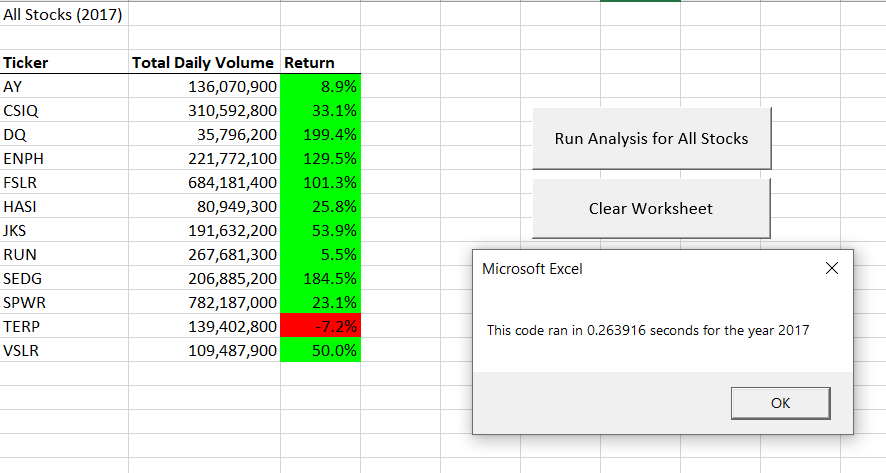 All Stocks (2017)
Ticker Total Daily Volume Return
AY 136,070,900 8.9%
CSIQ 310,592,800 33.1%
DQ 35,796,200 199.4%
ENPH 221,772,100 129.5%
FSLR 684,181,400 101.3%
HASI 80,949,300 25.8%
JKS 191,632,200 53.9%
RUN 267,681,300 5.5%
SEDG 206,885,200 184.5%
SPWR 782,187,000 23.1%
TERP 139,402,800 -7.2%
VSLR 109,487,900 50.0%
Run Analysis for All Stocks
Clear Worksheet
Microsoft Excel
This code ran in 0.263916 seconds for the year 2017
OK